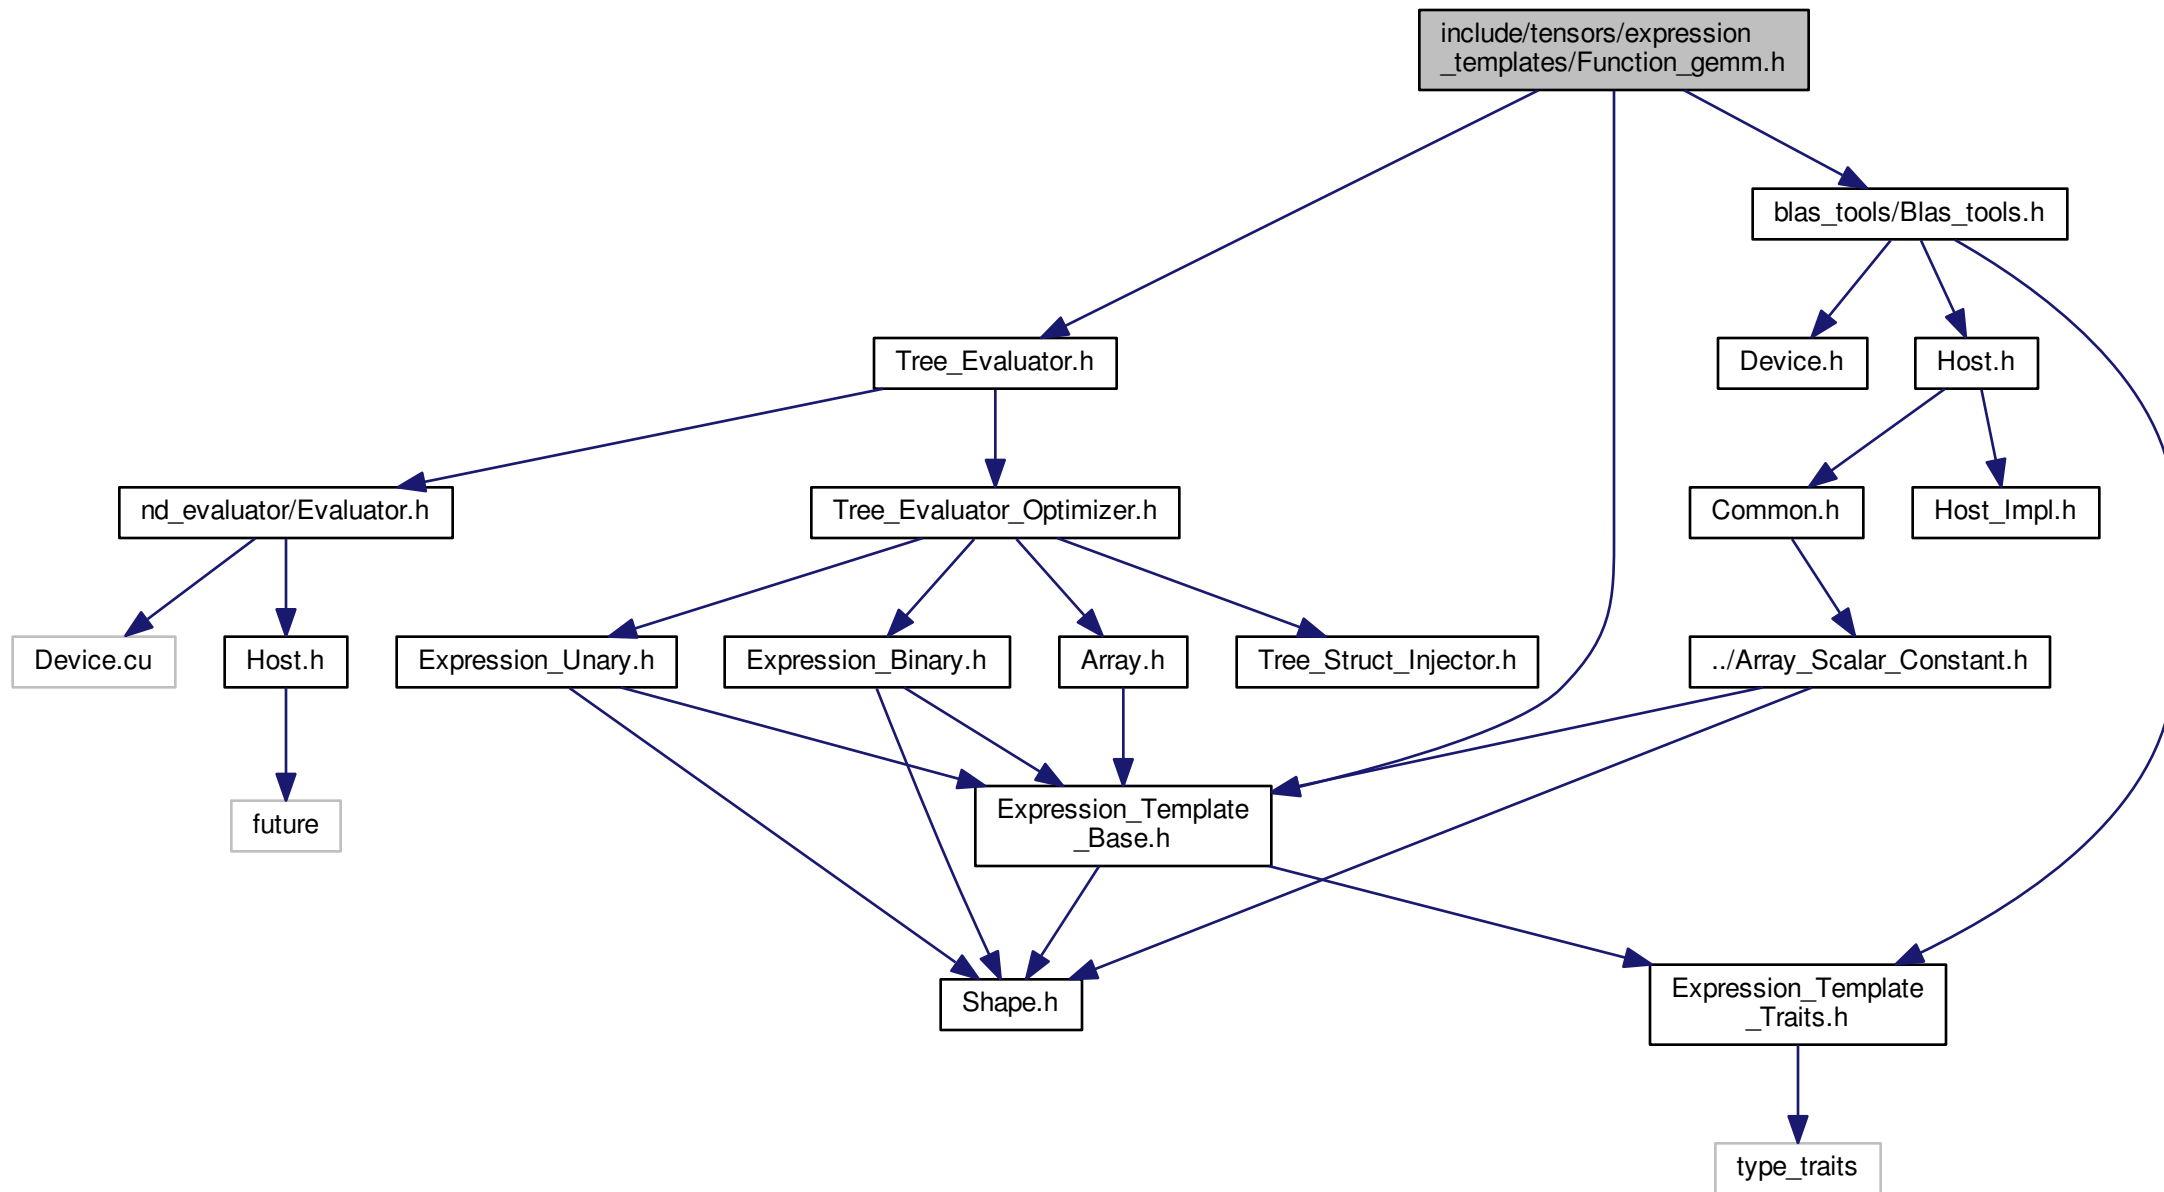 include/tensors/expression
_templates/Function_gemm.h
blas_tools/Blas_tools.h
Tree_Evaluator.h
Device.h
Host.h
nd_evaluator/Evaluator.h
Tree_Evaluator_Optimizer.h
Common.h
Host_Impl.h
Device.cu
Host.h
Expression_Unary.h
Expression_Binary.h
Array.h
Tree_Struct_Injector.h
../Array_Scalar_Constant.h
future
Expression_Template
_Base.h
Shape.h
Expression_Template
_Traits.h
type_traits